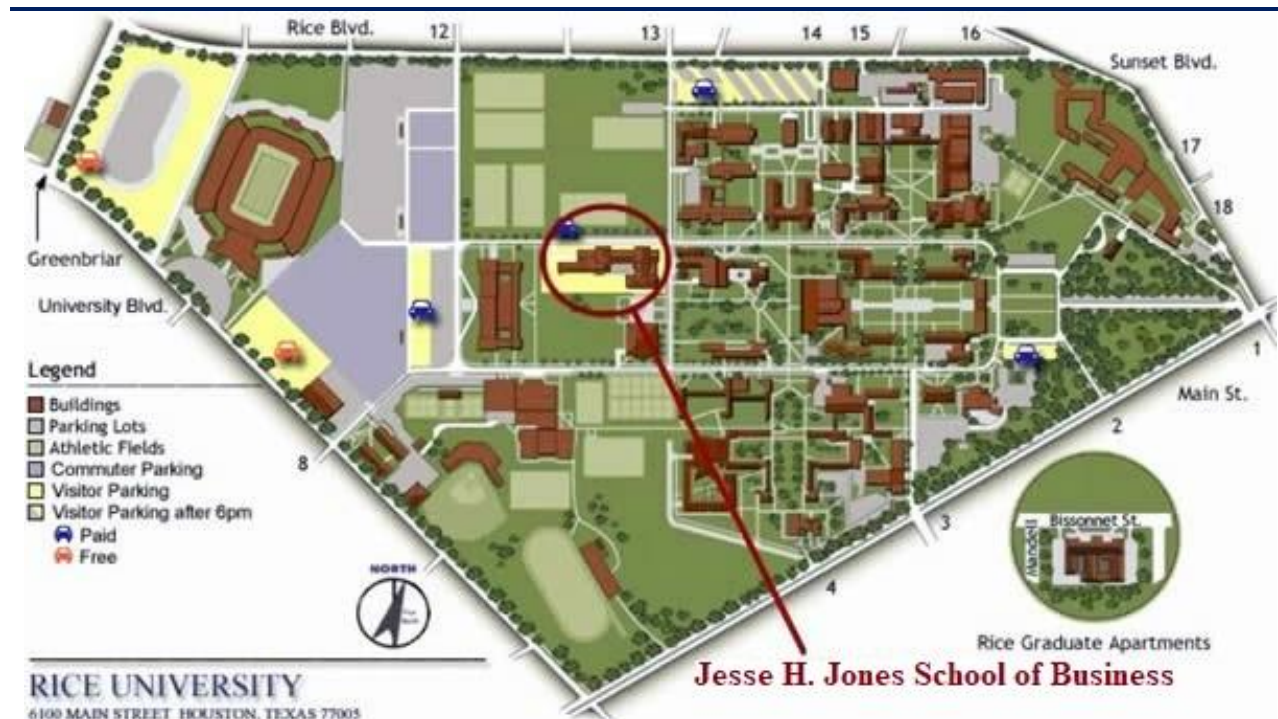 Rice Blvd.
12
13
14
15
16
Sunset Blvd.
17
18
Greenbriar
University Blvd.
1
Main St.
2
3
4
8
Legend
Buildings
Parking Lots
Athletic Fields
Commuter Parking
Visitor Parking
Visitor Parking after 6pm
Paid
Free
NORTH
Bissonnet St.
Mandell
Rice Graduate Apartments
Jesse H. Jones School of Business
RICE UNIVERSITY
6100 MAIN STREET HOUSTON, TEXAS 77005